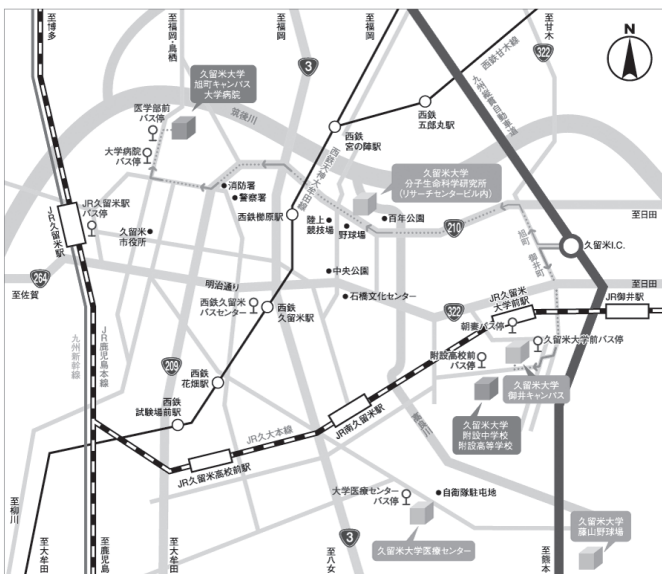 至博多
至福岡・鳥栖
至福岡
至福岡
至甘木
3
322
西鉄甘木線
九州縦貫自動車道
N
久留米大学
旭町キャンパス
大学病院
筑後川
医学部前
バス停
西鉄
五郎丸駅
西鉄
宮の陣駅
大学病院
バス停
西鉄天神大牟田線
久留米大学
分子生命科学研究所
(リサーチセンタービル内)
消防署
警察署
JR久留米駅
バス停
西鉄櫛原駅
陸上
競技場
野球場
百年公園
至日田
210
旭町
JR久留米駅
久留米
市役所
御井町
久留米I.C.
264
至佐賀
明治通り
中央公園
至日田
西鉄久留米
バスセンター
西鉄
久留米駅
石橋文化センター
322
JR久留米
大学前駅
JR御井駅
朝妻バス停
九州新幹線
JR鹿児島本線
209
附設高校前
バス停
久留米大学前バス停
西鉄
花畑駅
久留米大学
御井キャンパス
西鉄
試験場前駅
JR南久留米駅
久留米大学
附設中学校
附設高等学校
JR久大本線
JR久留米高校前駅
大学医療センター
バス停
自衛隊駐屯地
久留米大学
藤山野球場
3
久留米大学医療センター
至柳川
至大牟田
至鹿児島
至大牟田
至八女
至熊本